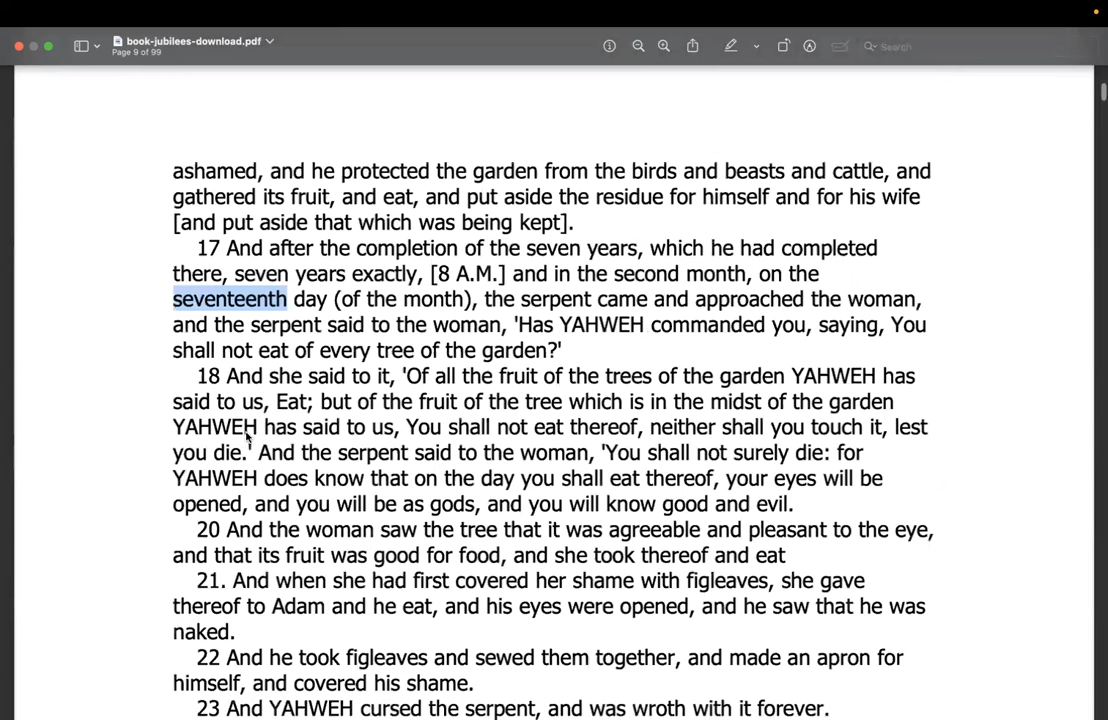 book-jubilees-download.pdf
Page 9 of 99
Search
ashamed, and he protected the garden from the birds and beasts and cattle, and
gathered its fruit, and eat, and put aside the residue for himself and for his wife
[and put aside that which was being kept].
17 And after the completion of the seven years, which he had completed
there, seven years exactly, [8 A.M.] and in the second month, on the
seventeenth day (of the month), the serpent came and approached the woman,
and the serpent said to the woman, 'Has YAHWEH commanded you, saying, You
shall not eat of every tree of the garden?'
18 And she said to it, 'Of all the fruit of the trees of the garden YAHWEH has
said to us, Eat; but of the fruit of the tree which is in the midst of the garden
YAHWEH has said to us, You shall not eat thereof, neither shall you touch it, lest
you die.' And the serpent said to the woman, 'You shall not surely die: for
YAHWEH does know that on the day you shall eat thereof, your eyes will be
opened, and you will be as gods, and you will know good and evil.
20 And the woman saw the tree that it was agreeable and pleasant to the eye,
and that its fruit was good for food, and she took thereof and eat
21. And when she had first covered her shame with figleaves, she gave
thereof to Adam and he eat, and his eyes were opened, and he saw that he was
naked.
22 And he took figleaves and sewed them together, and made an apron for
himself, and covered his shame.
23 And YAHWEH cursed the serpent, and was wroth with it forever.